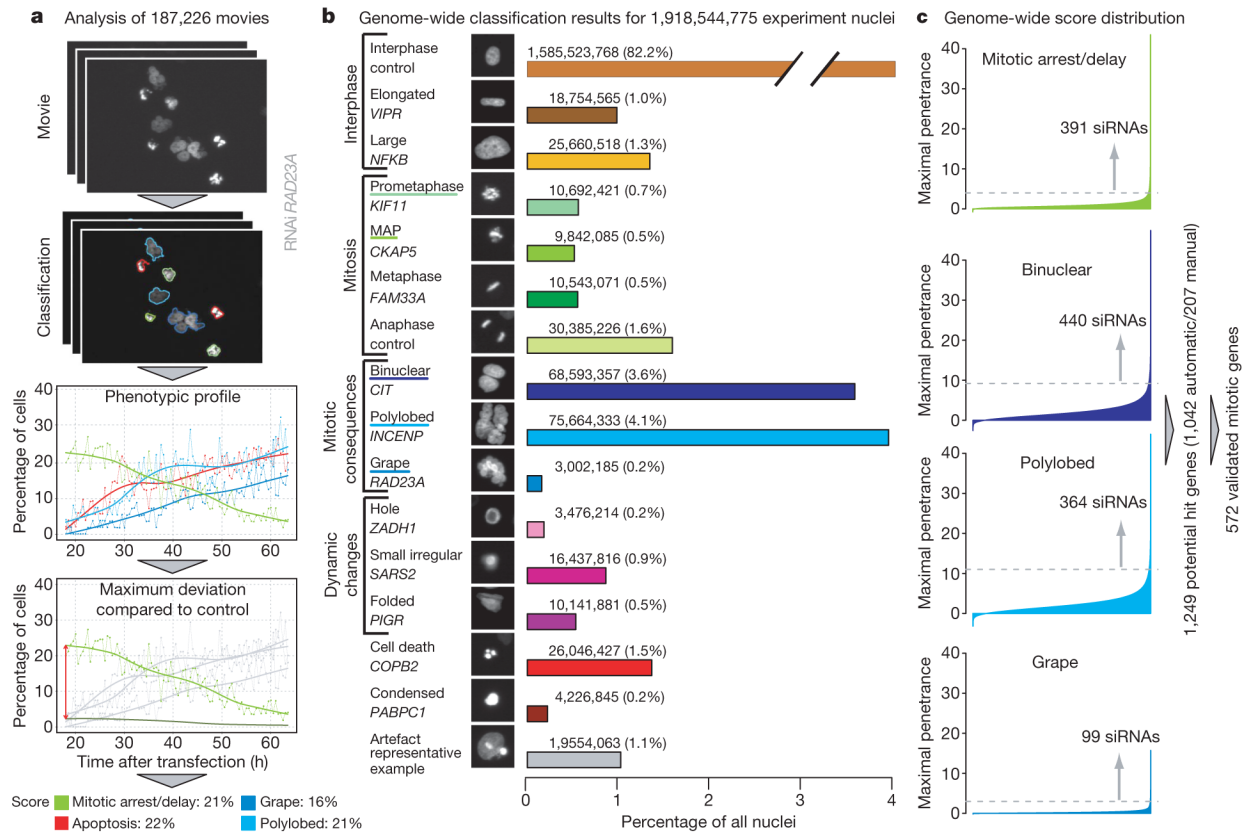 a Analysis of 187,226 movies
Movie
RNAi RAD23A
Classification
Phenotypic profile
Percentage of cells
40
30
20
10
0
20 30 40 50 60
Maximum deviation
compared to control
Percentage of cells
40
30
20
10
0
20 30 40 50 60
Time after transfection (h)
Score Mitotic arrest/delay: 21% Grape: 16%
Apoptosis: 22% Polylobed: 21%
b Genome-wide classification results for 1,918,544,775 experiment nuclei
Interphase
Interphase
control
1,585,523,768 (82.2%)
Elongated
VIPR
18,754,565 (1.0%)
Large
NFKB
25,660,518 (1.3%)
Mitosis
Prometaphase
KIF11
10,692,421 (0.7%)
MAP
CKAP5
9,842,085 (0.5%)
Metaphase
FAM33A
10,543,071 (0.5%)
Anaphase
control
30,385,226 (1.6%)
Mitotic
consequences
Binuclear
CIT
68,593,357 (3.6%)
Polylobed
INCENP
75,664,333 (4.1%)
Grape
RAD23A
3,002,185 (0.2%)
Dynamic
changes
Hole
ZADH1
3,476,214 (0.2%)
Small irregular
SARS2
16,437,816 (0.9%)
Folded
PIGR
10,141,881 (0.5%)
Cell death
COPB2
26,046,427 (1.5%)
Condensed
PABPC1
4,226,845 (0.2%)
Artefact
representative
example
1,9554,063 (1.1%)
0 1 2 3 4
Percentage of all nuclei
c Genome-wide score distribution
Mitotic arrest/delay
Maximal penetrance
40
30
20
10
0
391 siRNAs
Binuclear
Maximal penetrance
40
30
20
10
0
440 siRNAs
Polylobed
Maximal penetrance
40
30
20
10
0
364 siRNAs
Grape
Maximal penetrance
40
30
20
10
0
99 siRNAs
1,249 potential hit genes (1,042 automatic/207 manual)
572 validated mitotic genes